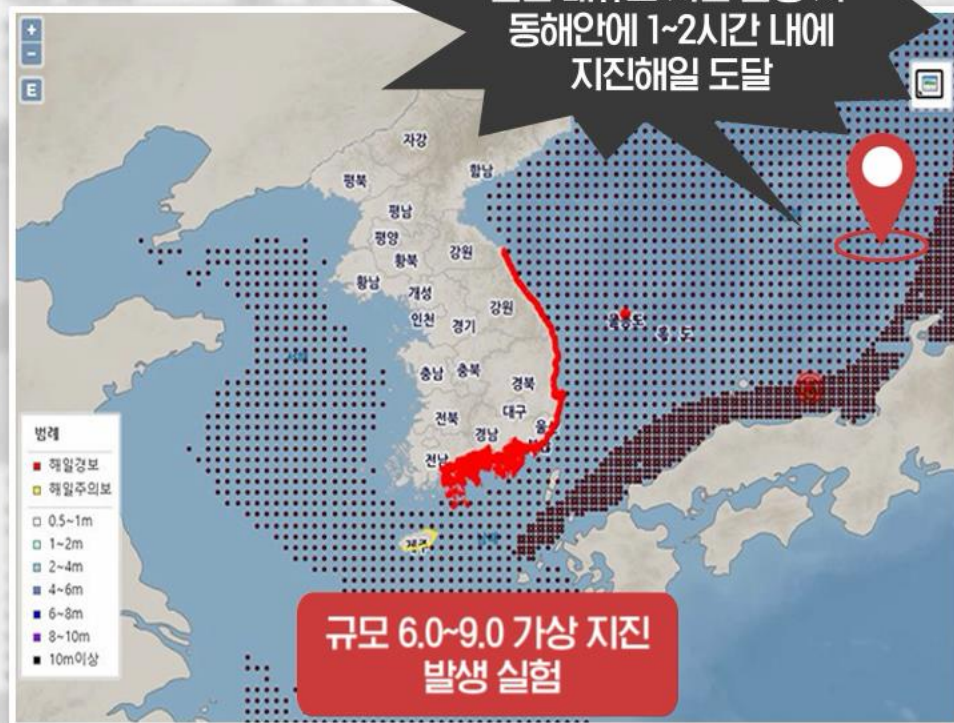 동해안에 1~2시간 내에
지진해일 도달
+
−
E
자강
함남
평북
평남
평양
강원
황북
황남
개성
강원
인천
경기
울릉도
충남
충북
경북
전북
대구
경남
전남
범례
해일경보
해일주의보
0.5~1m
1~2m
2~4m
4~6m
6~8m
8~10m
10m이상
규모 6.0~9.0 가상 지진
발생 실험